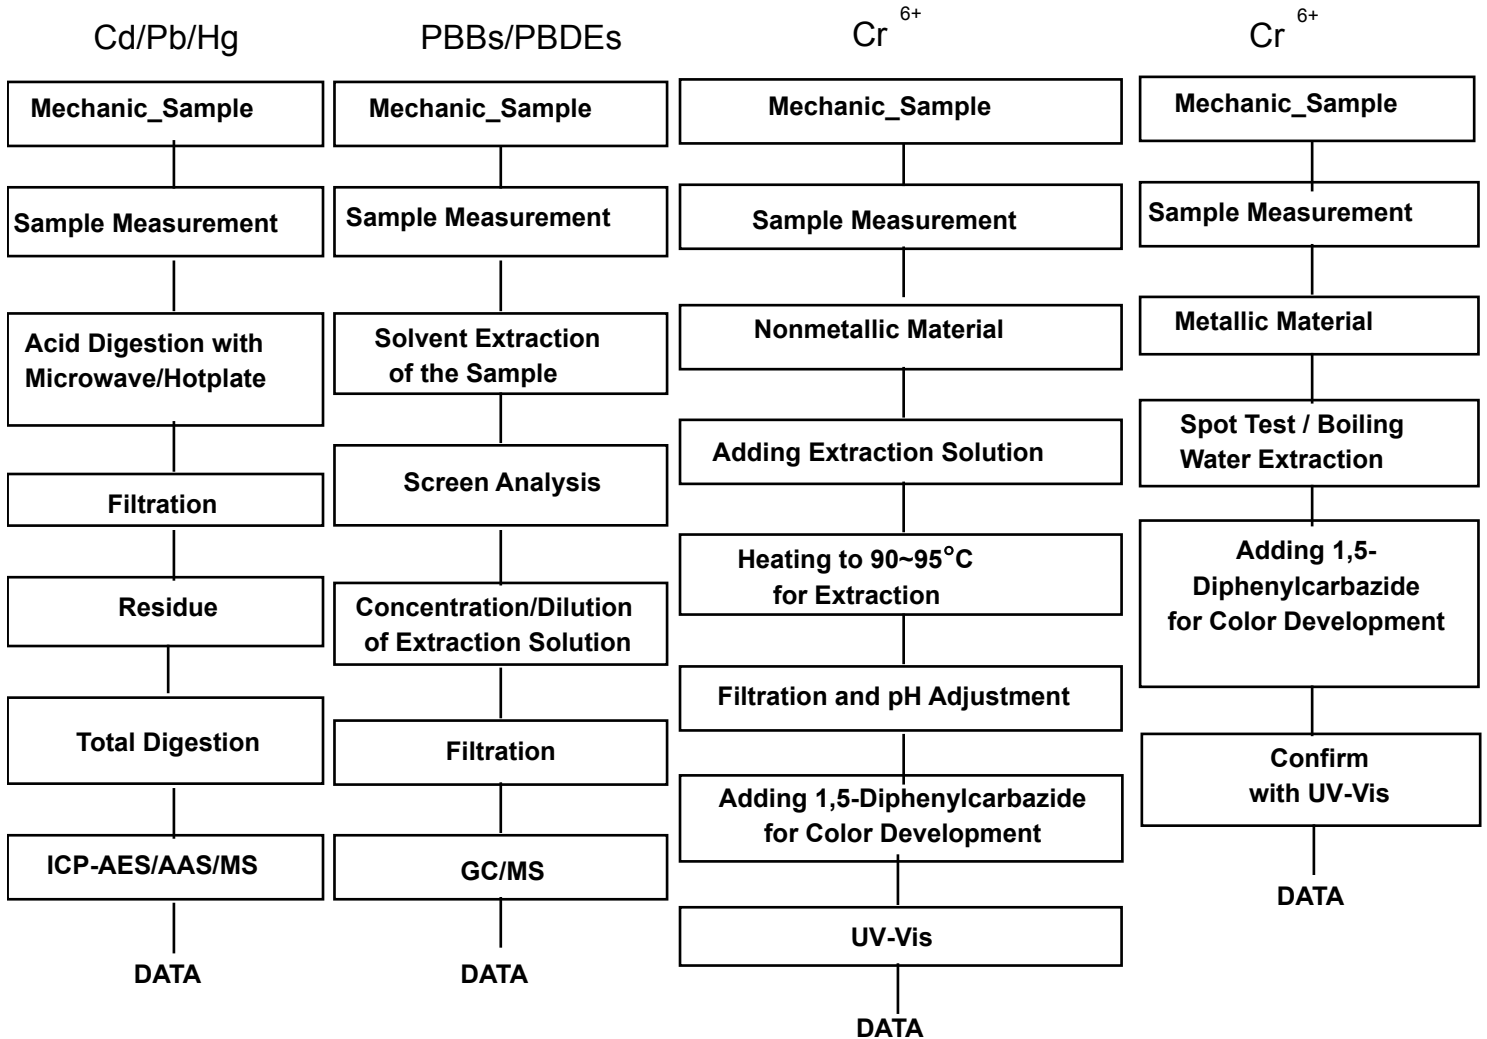 Cd/Pb/Hg
Mechanic_Sample
Sample Measurement
Acid Digestion with
Microwave/Hotplate
Filtration
Residue
Total Digestion
ICP-AES/AAS/MS
DATA
PBBs/PBDEs
Mechanic_Sample
Sample Measurement
Solvent Extraction
of the Sample
Screen Analysis
Concentration/Dilution
of Extraction Solution
Filtration
GC/MS
DATA
Cr 6+
Mechanic_Sample
Sample Measurement
Nonmetallic Material
Adding Extraction Solution
Heating to 90~95°C
for Extraction
Filtration and pH Adjustment
Adding 1,5-Diphenylcarbazide
for Color Development
UV-Vis
DATA
Cr 6+
Mechanic_Sample
Sample Measurement
Metallic Material
Spot Test / Boiling
Water Extraction
Adding 1,5-
Diphenylcarbazide
for Color Development
Confirm
with UV-Vis
DATA